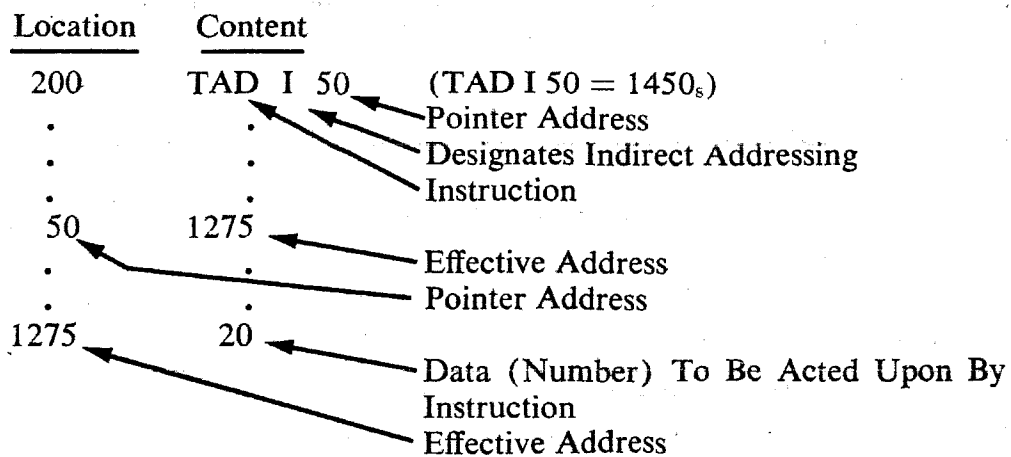 Location Content
200 TAD I 50 (TAD I 50 = 1450₈)
Pointer Address
Designates Indirect Addressing
Instruction
50 1275
Effective Address
Pointer Address
1275 20
Data (Number) To Be Acted Upon By
Instruction
Effective Address